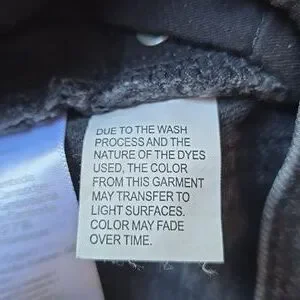 DUE TO THE WASH
PROCESS AND THE
NATURE OF THE DYES
USED, THE COLOR
FROM THIS GARMENT
MAY TRANSFER TO
LIGHT SURFACES.
COLOR MAY FADE
OVER TIME.